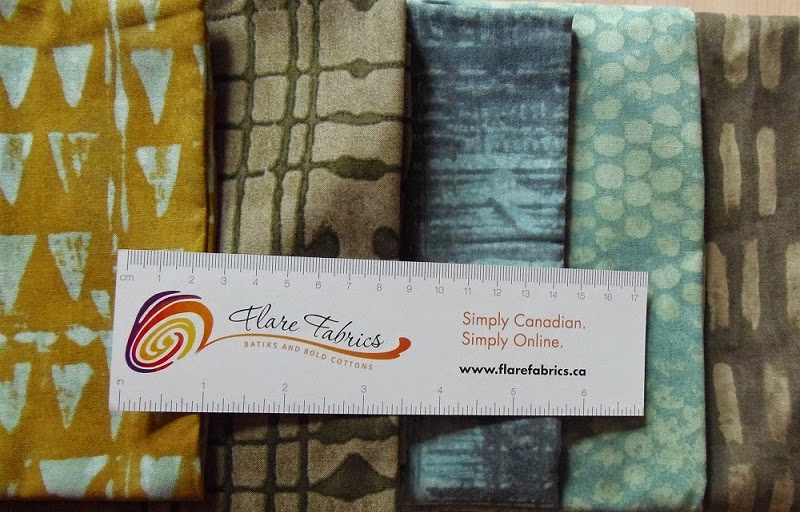 cm 1 2 3 4 5 6 7 8 9 10 11 12 13 14 15 16 17
Flare Fabrics
BATIKS AND BOLD COTTONS
Simply Canadian.
Simply Online.
www.flarefabrics.ca
in 1 2 3 4 5 6